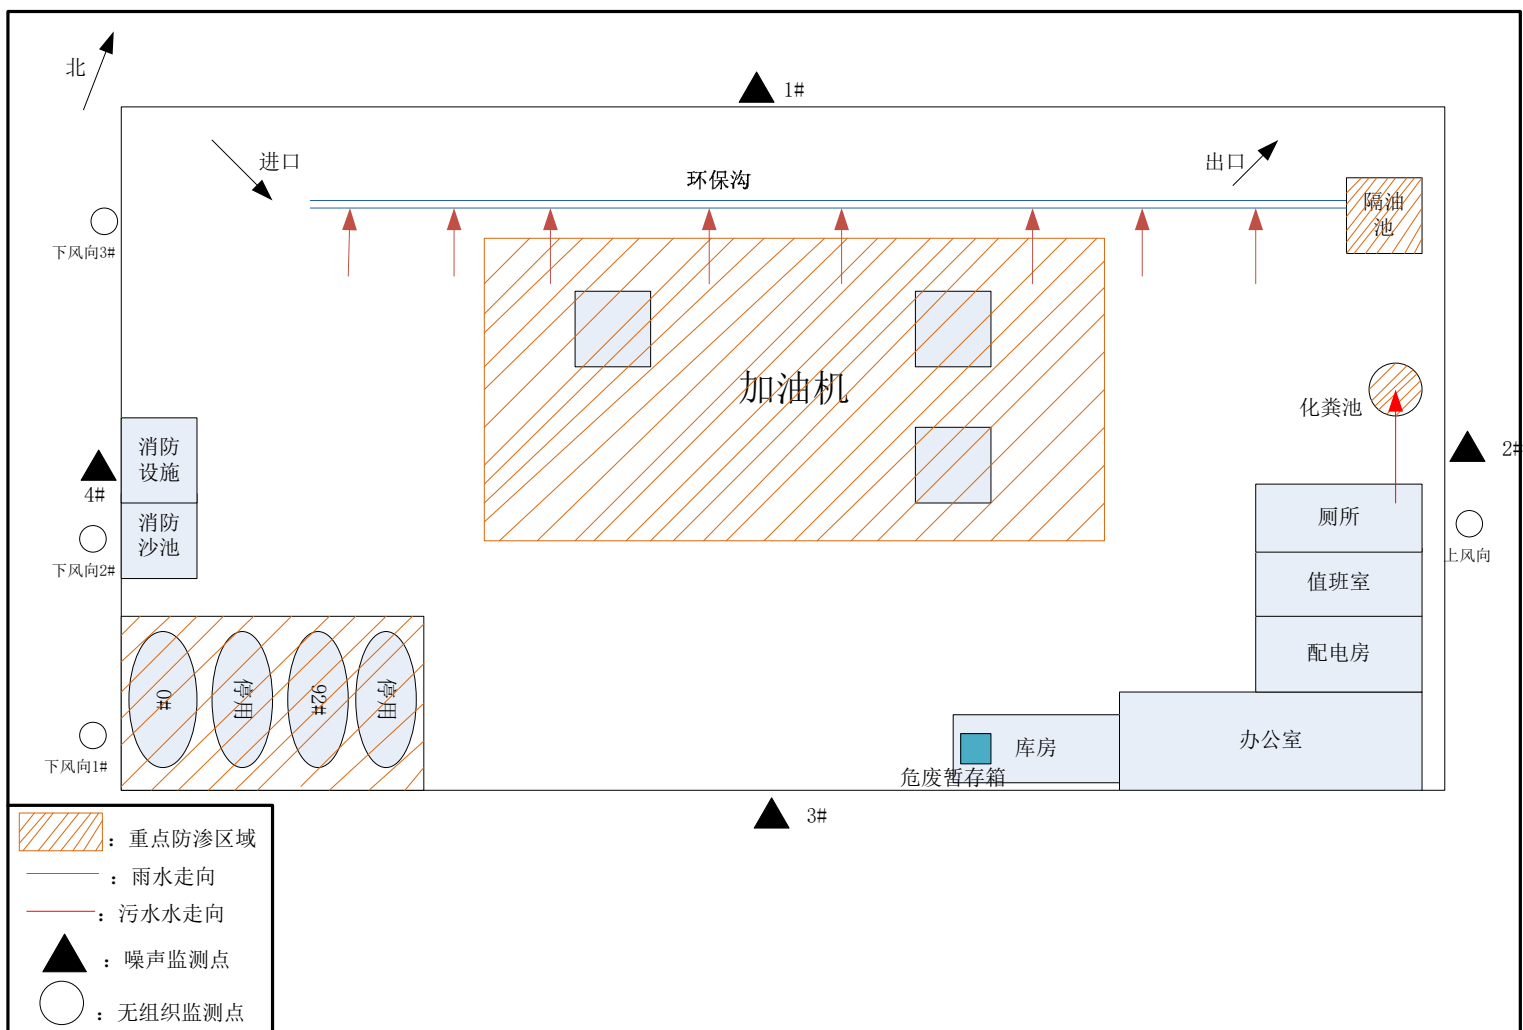 北
1#
进口
出口
环保沟
隔油
池
下风向3#
加油机
化粪池
消防
设施
4#
2#
消防
沙池
厕所
下风向2#
上风向
值班室
配电房
0#
停用
92#
停用
办公室
库房
下风向1#
危废暂存箱
3#
：重点防渗区域
：雨水走向
：污水水走向
：噪声监测点
：无组织监测点